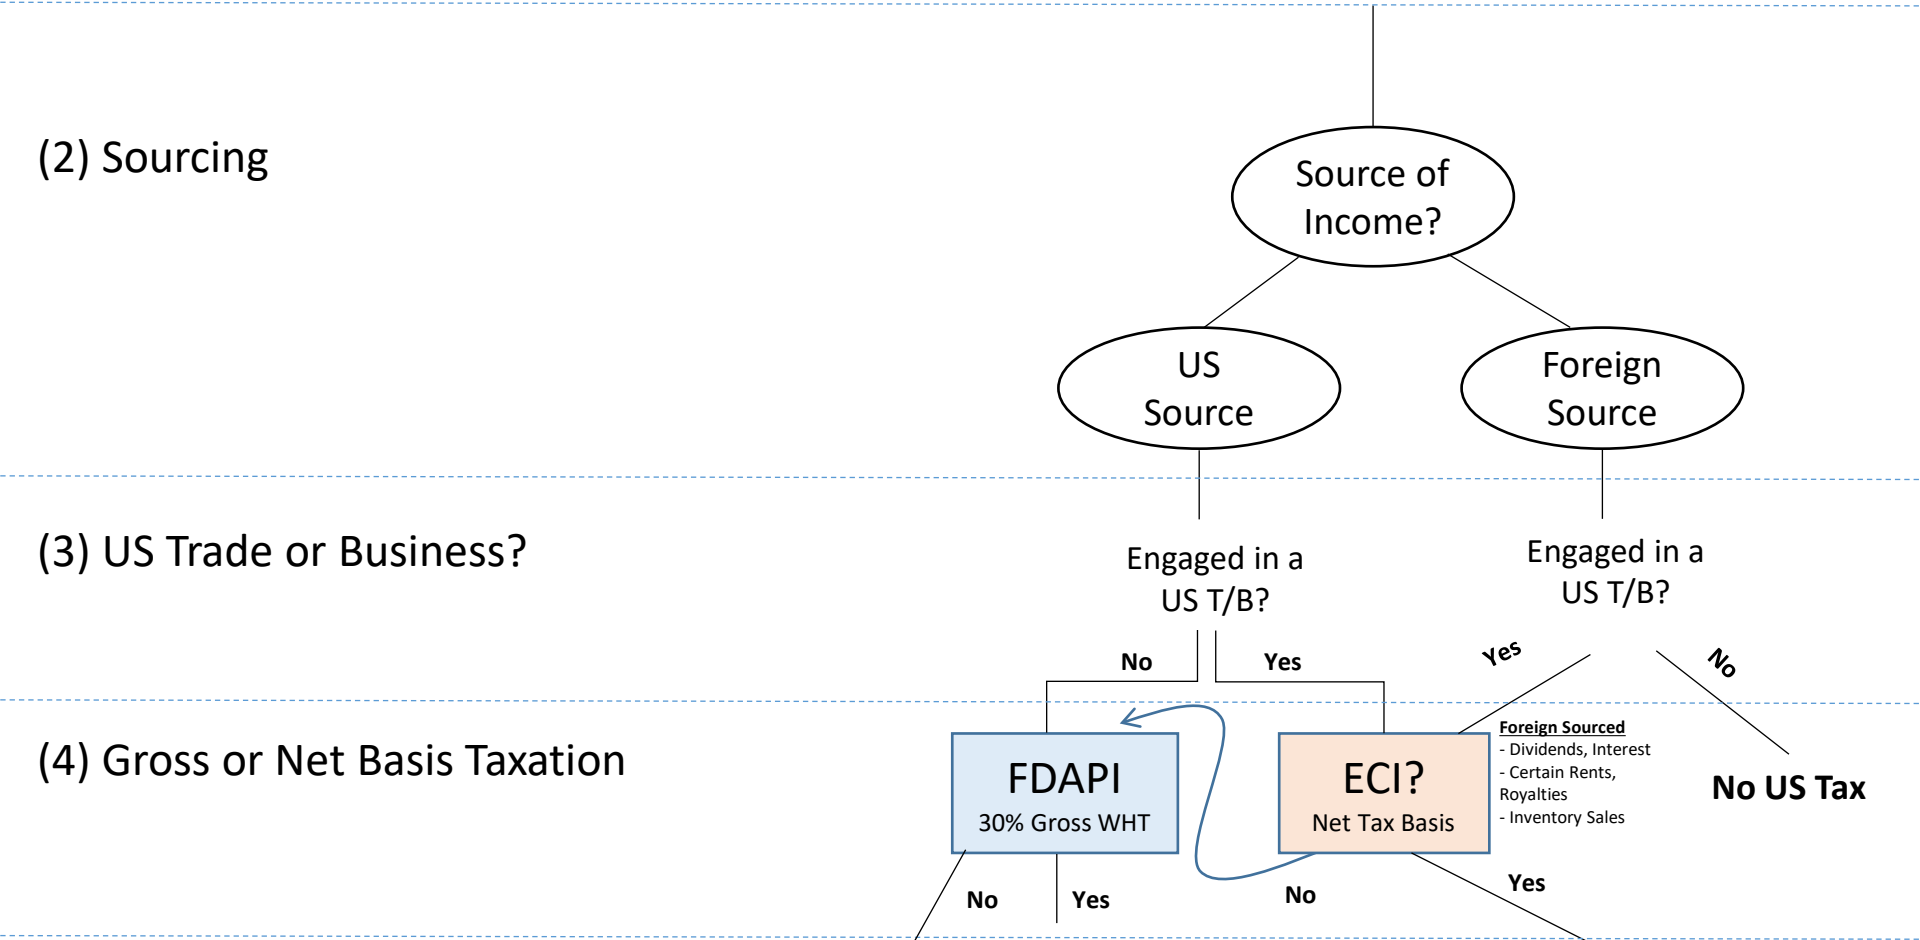 (2) Sourcing
Source of
Income?
US
Source
Foreign
Source
(3) US Trade or Business?
Engaged in a
US T/B?
Engaged in a
US T/B?
No
Yes
Yes
No
(4) Gross or Net Basis Taxation
FDAPI
30% Gross WHT
ECI?
Net Tax Basis
Foreign Sourced
- Dividends, Interest
- Certain Rents,
Royalties
- Inventory Sales
No US Tax
No
Yes
No
Yes